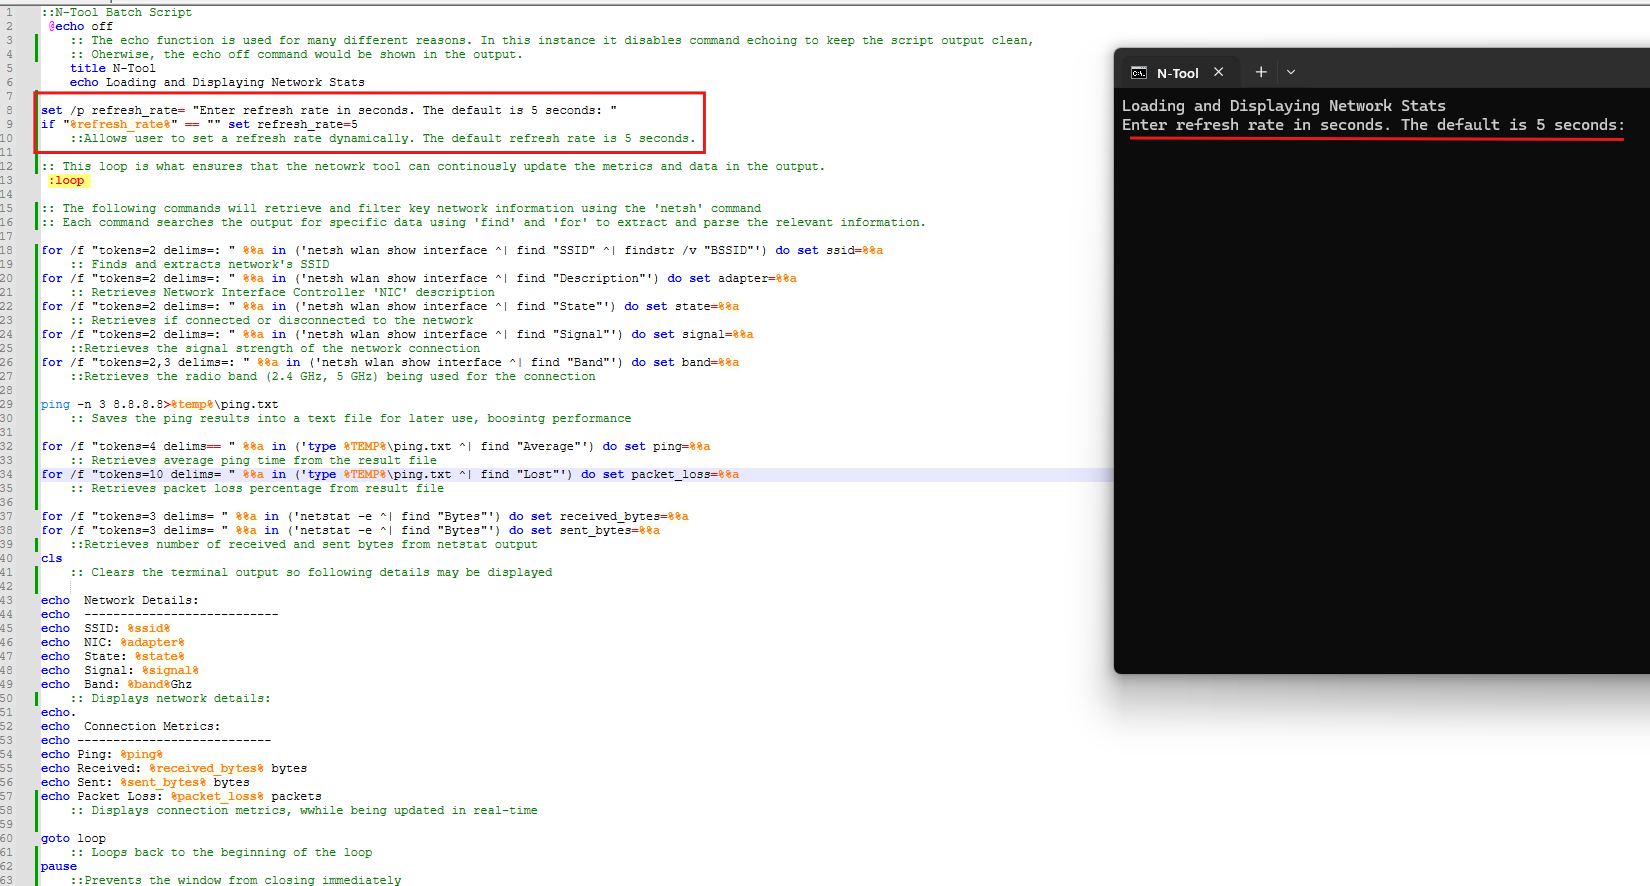 1 ::N-Tool Batch Script
2 @echo off
3 :: The echo function is used for many different reasons. In this instance it disables command echoing to keep the script output clean,
4 :: Oherwise, the echo off command would be shown in the output.
5 title N-Tool
6 echo Loading and Displaying Network Stats
7
8 set /p refresh_rate= "Enter refresh rate in seconds. The default is 5 seconds: "
9 if "%refresh_rate%" == "" set refresh_rate=5
10 ::Allows user to set a refresh rate dynamically. The default refresh rate is 5 seconds.
11
12 :: This loop is what ensures that the netowrk tool can continously update the metrics and data in the output.
13 :loop
14
15 :: The following commands will retrieve and filter key network information using the 'netsh' command
16 :: Each command searches the output for specific data using 'find' and 'for' to extract and parse the relevant information.
17
18 for /f "tokens=2 delims=: " %%a in ('netsh wlan show interface ^| find "SSID" ^| findstr /v "BSSID"') do set ssid=%%a
19 :: Finds and extracts network's SSID
20 for /f "tokens=2 delims=: " %%a in ('netsh wlan show interface ^| find "Description"') do set adapter=%%a
21 :: Retrieves Network Interface Controller 'NIC' description
22 for /f "tokens=2 delims=: " %%a in ('netsh wlan show interface ^| find "State"') do set state=%%a
23 :: Retrieves if connected or disconnected to the network
24 for /f "tokens=2 delims=: " %%a in ('netsh wlan show interface ^| find "Signal"') do set signal=%%a
25 ::Retrieves the signal strength of the network connection
26 for /f "tokens=2,3 delims=: " %%a in ('netsh wlan show interface ^| find "Band"') do set band=%%a
27 ::Retrieves the radio band (2.4 GHz, 5 GHz) being used for the connection
28
29 ping -n 3 8.8.8.8>%temp%\ping.txt
30 :: Saves the ping results into a text file for later use, boosintg performance
31
32 for /f "tokens=4 delims== " %%a in ('type %TEMP%\ping.txt ^| find "Average"') do set ping=%%a
33 :: Retrieves average ping time from the result file
34 for /f "tokens=10 delims= " %%a in ('type %TEMP%\ping.txt ^| find "Lost"') do set packet_loss=%%a
35 :: Retrieves packet loss percentage from result file
36
37 for /f "tokens=3 delims= " %%a in ('netstat -e ^| find "Bytes"') do set received_bytes=%%a
38 for /f "tokens=3 delims= " %%a in ('netstat -e ^| find "Bytes"') do set sent_bytes=%%a
39 ::Retrieves number of received and sent bytes from netstat output
40 cls
41 :: Clears the terminal output so following details may be displayed
42
43 echo  Network Details:
44 echo  ---------------------------
45 echo  SSID: %ssid%
46 echo  NIC: %adapter%
47 echo  State: %state%
48 echo  Signal: %signal%
49 echo  Band: %band%Ghz
50 :: Displays network details:
51 echo.
52 echo  Connection Metrics:
53 echo ---------------------------
54 echo Ping: %ping%
55 echo Received: %received_bytes% bytes
56 echo Sent: %sent_bytes% bytes
57 echo Packet Loss: %packet_loss% packets
58 :: Displays connection metrics, wwhile being updated in real-time
59
60 goto loop
61 :: Loops back to the beginning of the loop
62 pause
63 ::Prevents the window from closing immediately
N-Tool
Loading and Displaying Network Stats
Enter refresh rate in seconds. The default is 5 seconds: